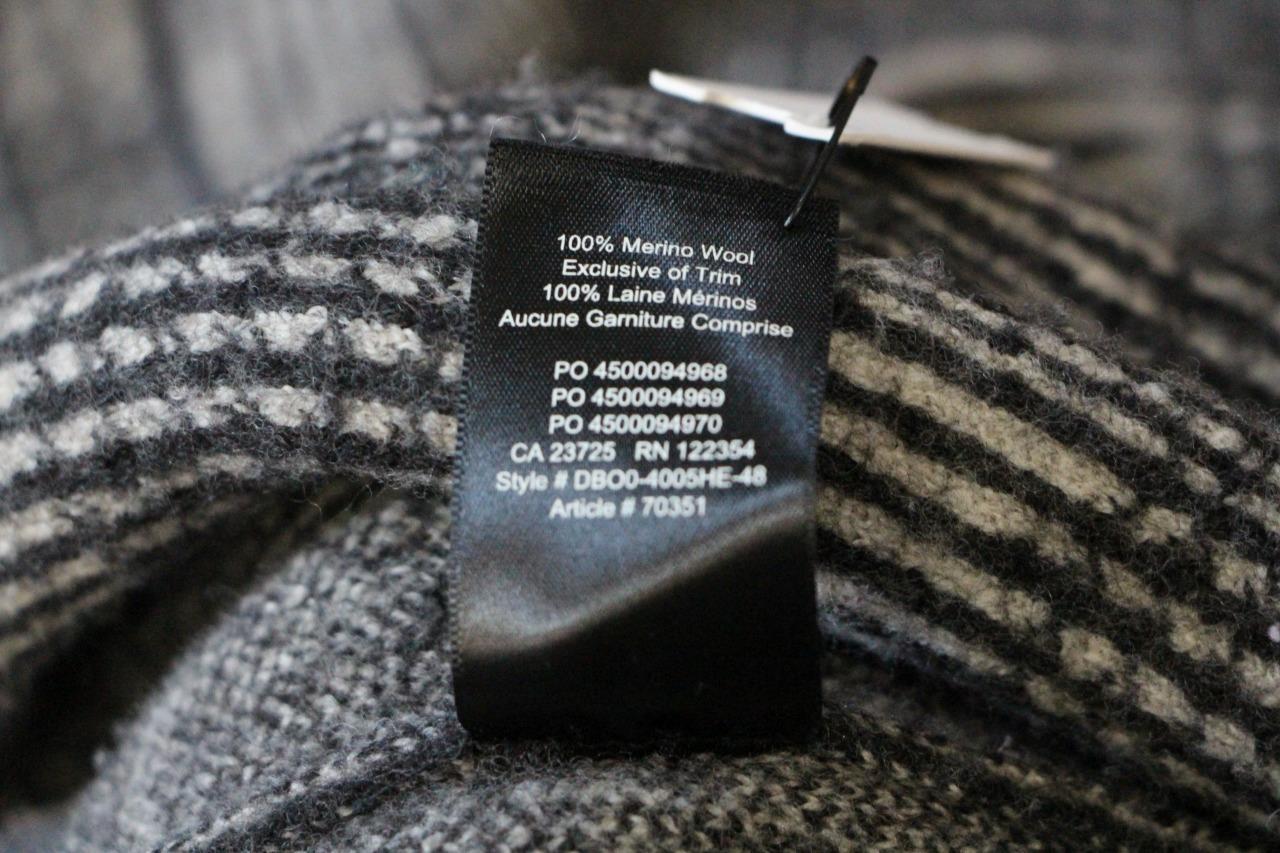 100% Merino Wool
Exclusive of Trim
100% Laine Mérinos
Aucune Garniture Comprise
PO 4500094968
PO 4500094969
PO 4500094970
CA 23725 RN 122354
Style # DBO0-4005HE-48
Article # 70351